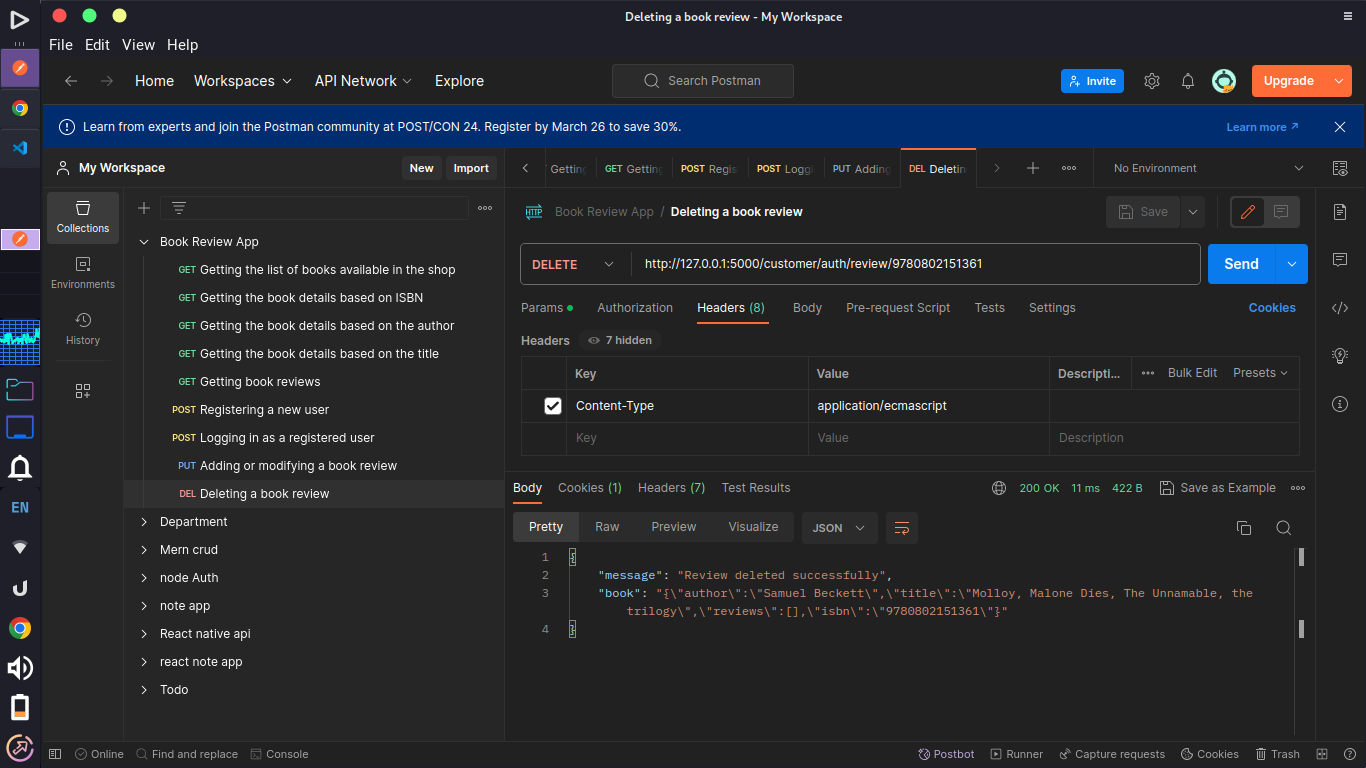 Deleting a book review - My Workspace
File Edit View Help
Home Workspaces API Network Explore Search Postman Invite Upgrade
Learn from experts and join the Postman community at POST/CON 24. Register by March 26 to save 30%. Learn more
My Workspace New Import
Getting GET Getting POST Regis POST Loggi PUT Adding DEL Deletin No Environment
Collections
Environments
History
Book Review App
GET Getting the list of books available in the shop
GET Getting the book details based on ISBN
GET Getting the book details based on the author
GET Getting the book details based on the title
GET Getting book reviews
POST Registering a new user
POST Logging in as a registered user
PUT Adding or modifying a book review
DEL Deleting a book review
Department
Mern crud
node Auth
note app
React native api
react note app
Todo
HTTP Book Review App / Deleting a book review Save
DELETE http://127.0.0.1:5000/customer/auth/review/9780802151361 Send
Params Authorization Headers (8) Body Pre-request Script Tests Settings Cookies
Headers 7 hidden
Key Value Descripti... Bulk Edit Presets
Content-Type application/ecmascript
Key Value Description
Body Cookies (1) Headers (7) Test Results 200 OK 11 ms 422 B Save as Example
Pretty Raw Preview Visualize JSON
1 {
2 "message": "Review deleted successfully",
3 "book": "{\"author\":\"Samuel Beckett\",\"title\":\"Molloy, Malone Dies, The Unnamable, the
trilogy\",\"reviews\":[],\"isbn\":\"9780802151361\"}"
4 }
EN
Online Find and replace Console Postbot Runner Capture requests Cookies Trash